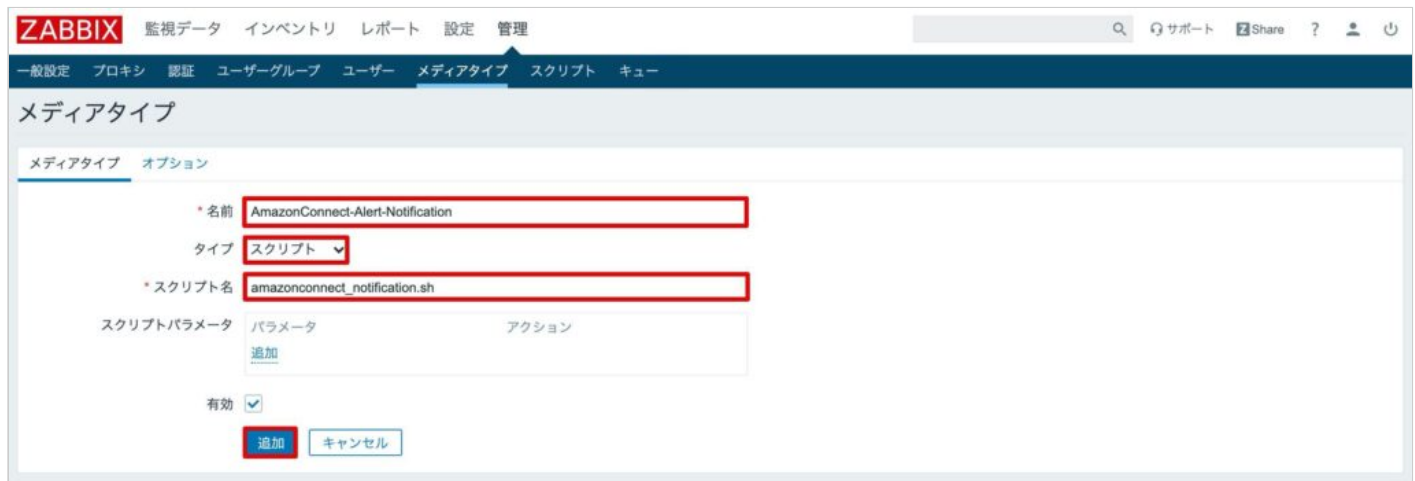 ZABBIX 監視データ インベントリ レポート 設定 管理 サポート Z Share ?
一般設定 プロキシ 認証 ユーザーグループ ユーザー メディアタイプ スクリプト キュー
メディアタイプ
メディアタイプ オプション
* 名前 AmazonConnect-Alert-Notification
タイプ スクリプト
* スクリプト名 amazonconnect_notification.sh
スクリプトパラメータ パラメータ アクション
追加
有効
追加 キャンセル